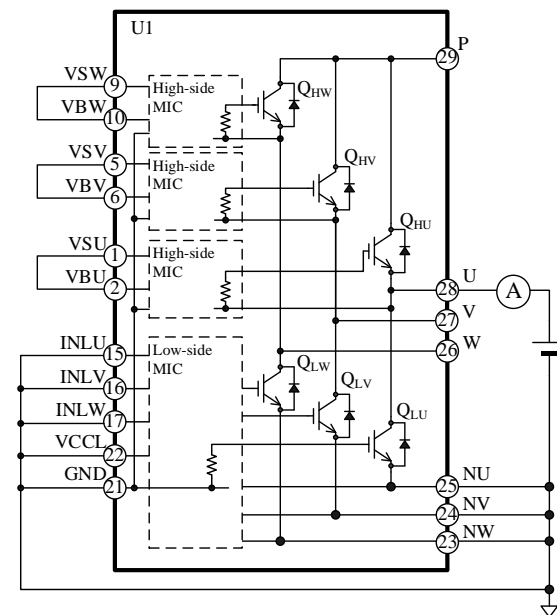 U1
P
29
VSW
9
High-side
MIC
QHW
VBW
10
VSV
5
High-side
MIC
QHV
VBV
6
VSU
1
High-side
MIC
QHU
VBU
2
U
28
A
V
27
W
26
INLU
15
Low-side
MIC
INLV
16
QLW
QLV
QLU
INLW
17
VCCL
22
GND
21
NU
25
NV
24
NW
23